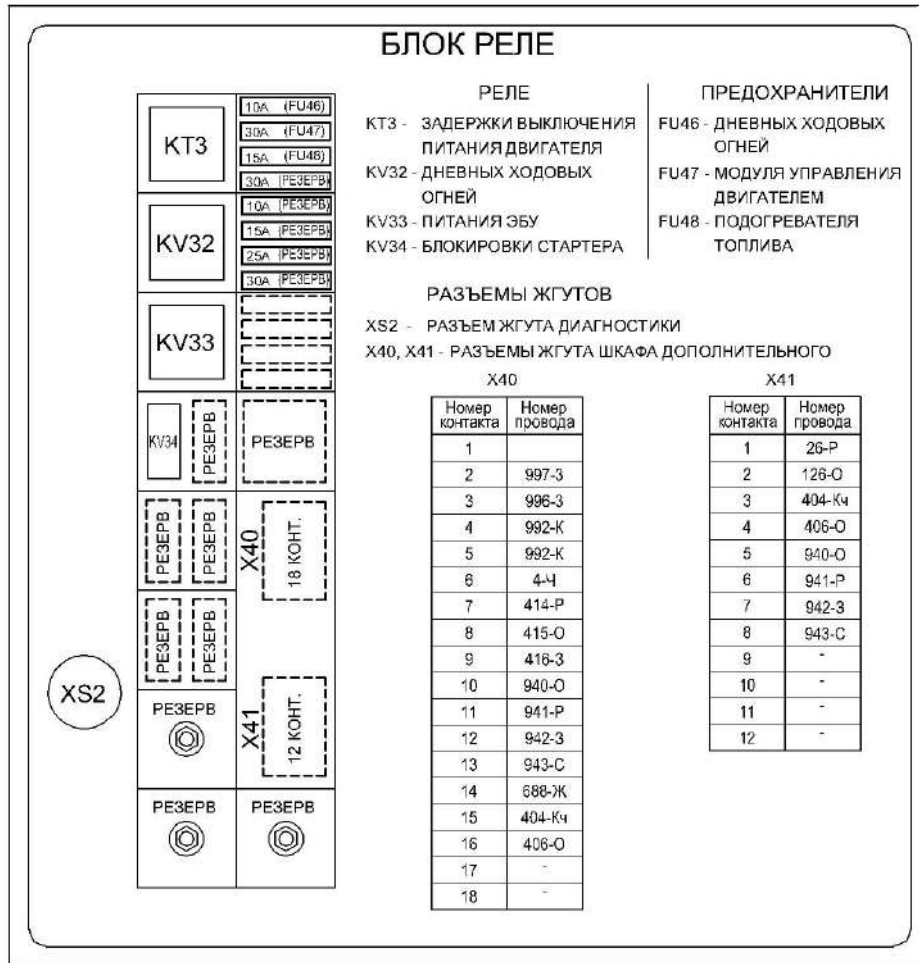 БЛОК РЕЛЕ
КТ3
10А (FU46)
30А (FU47)
15А (FU48)
30А (РЕЗЕРВ)
KV32
10А (РЕЗЕРВ)
15А (РЕЗЕРВ)
25А (РЕЗЕРВ)
30А (РЕЗЕРВ)
KV33
KV34
РЕЗЕРВ
РЕЗЕРВ
РЕЗЕРВ
РЕЗЕРВ
X40
18 КОНТ.
РЕЗЕРВ
РЕЗЕРВ
XS2
РЕЗЕРВ
X41
12 КОНТ.
РЕЗЕРВ
РЕЗЕРВ
РЕЛЕ
КТ3 - ЗАДЕРЖКИ ВЫКЛЮЧЕНИЯ
ПИТАНИЯ ДВИГАТЕЛЯ
KV32 - ДНЕВНЫХ ХОДОВЫХ
ОГНЕЙ
KV33 - ПИТАНИЯ ЭБУ
KV34 - БЛОКИРОВКИ СТАРТЕРА
ПРЕДОХРАНИТЕЛИ
FU46 - ДНЕВНЫХ ХОДОВЫХ
ОГНЕЙ
FU47 - МОДУЛЯ УПРАВЛЕНИЯ
ДВИГАТЕЛЕМ
FU48 - ПОДОГРЕВАТЕЛЯ
ТОПЛИВА
РАЗЪЕМЫ ЖГУТОВ
XS2 - РАЗЪЕМ ЖГУТА ДИАГНОСТИКИ
X40, X41 - РАЗЪЕМЫ ЖГУТА ШКАФА ДОПОЛНИТЕЛЬНОГО
X40
Номер контакта Номер провода
1
2 997-З
3 996-З
4 992-К
5 992-К
6 4-Ч
7 414-Р
8 415-О
9 416-З
10 940-О
11 941-Р
12 942-З
13 943-С
14 688-Ж
15 404-Кч
16 406-О
17 -
18 -
X41
Номер контакта Номер провода
1 26-Р
2 126-О
3 404-Кч
4 406-О
5 940-О
6 941-Р
7 942-З
8 943-С
9 -
10 -
11 -
12 -